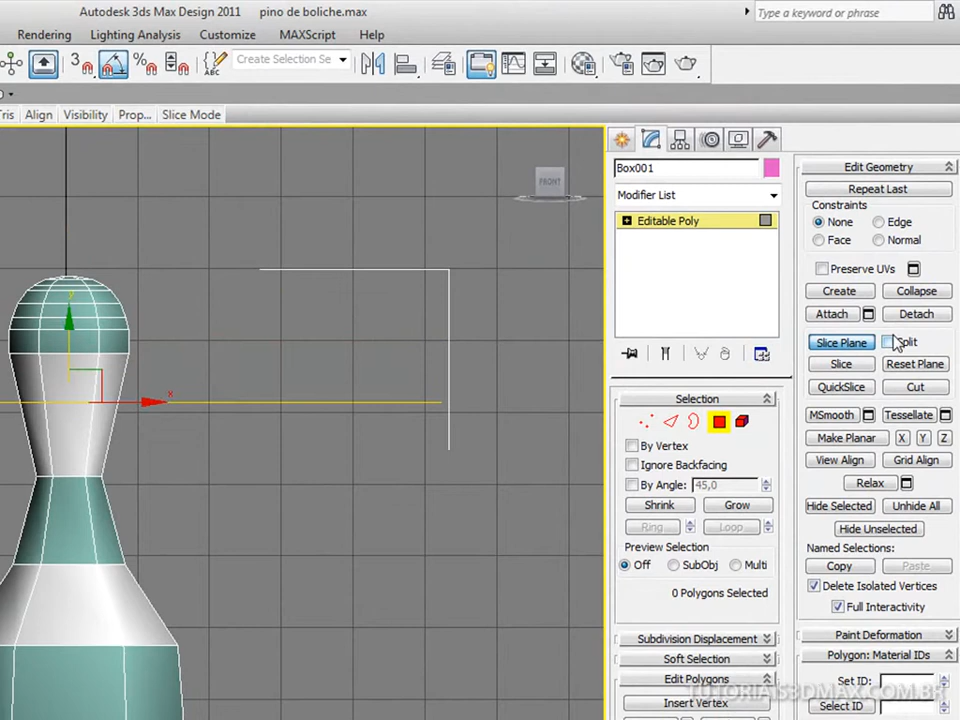 Autodesk 3ds Max Design 2011 pino de boliche.max
Type a keyword or phrase
Rendering Lighting Analysis Customize MAXScript Help
3 % ABC Create Selection Se
Tris Align Visibility Prop... Slice Mode
FRONT
y
x
Box001
Modifier List
Editable Poly
Selection
By Vertex
Ignore Backfacing
By Angle: 45,0
Shrink Grow
Ring Loop
Preview Selection
Off SubObj Multi
0 Polygons Selected
Subdivision Displacement
Soft Selection
Edit Polygons
Insert Vertex
Edit Geometry
Repeat Last
Constraints
None Edge
Face Normal
Preserve UVs
Create Collapse
Attach Detach
Slice Plane Split
Slice Reset Plane
QuickSlice Cut
MSmooth Tessellate
Make Planar X Y Z
View Align Grid Align
Relax
Hide Selected Unhide All
Hide Unselected
Named Selections:
Copy Paste
Delete Isolated Vertices
Full Interactivity
Paint Deformation
Polygon: Material IDs
Set ID:
Select ID
TUTORIAIS3DMAX.COM.BR